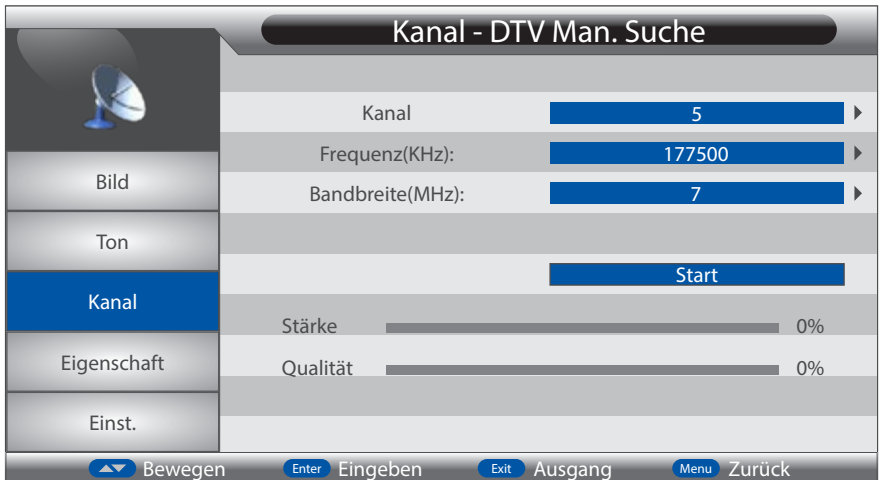 Kanal - DTV Man. Suche
Bild
Ton
Kanal
Eigenschaft
Einst.
Kanal 5
Frequenz(KHz): 177500
Bandbreite(MHz): 7
Start
Stärke 0%
Qualität 0%
Bewegen Enter Eingeben Exit Ausgang Menu Zurück